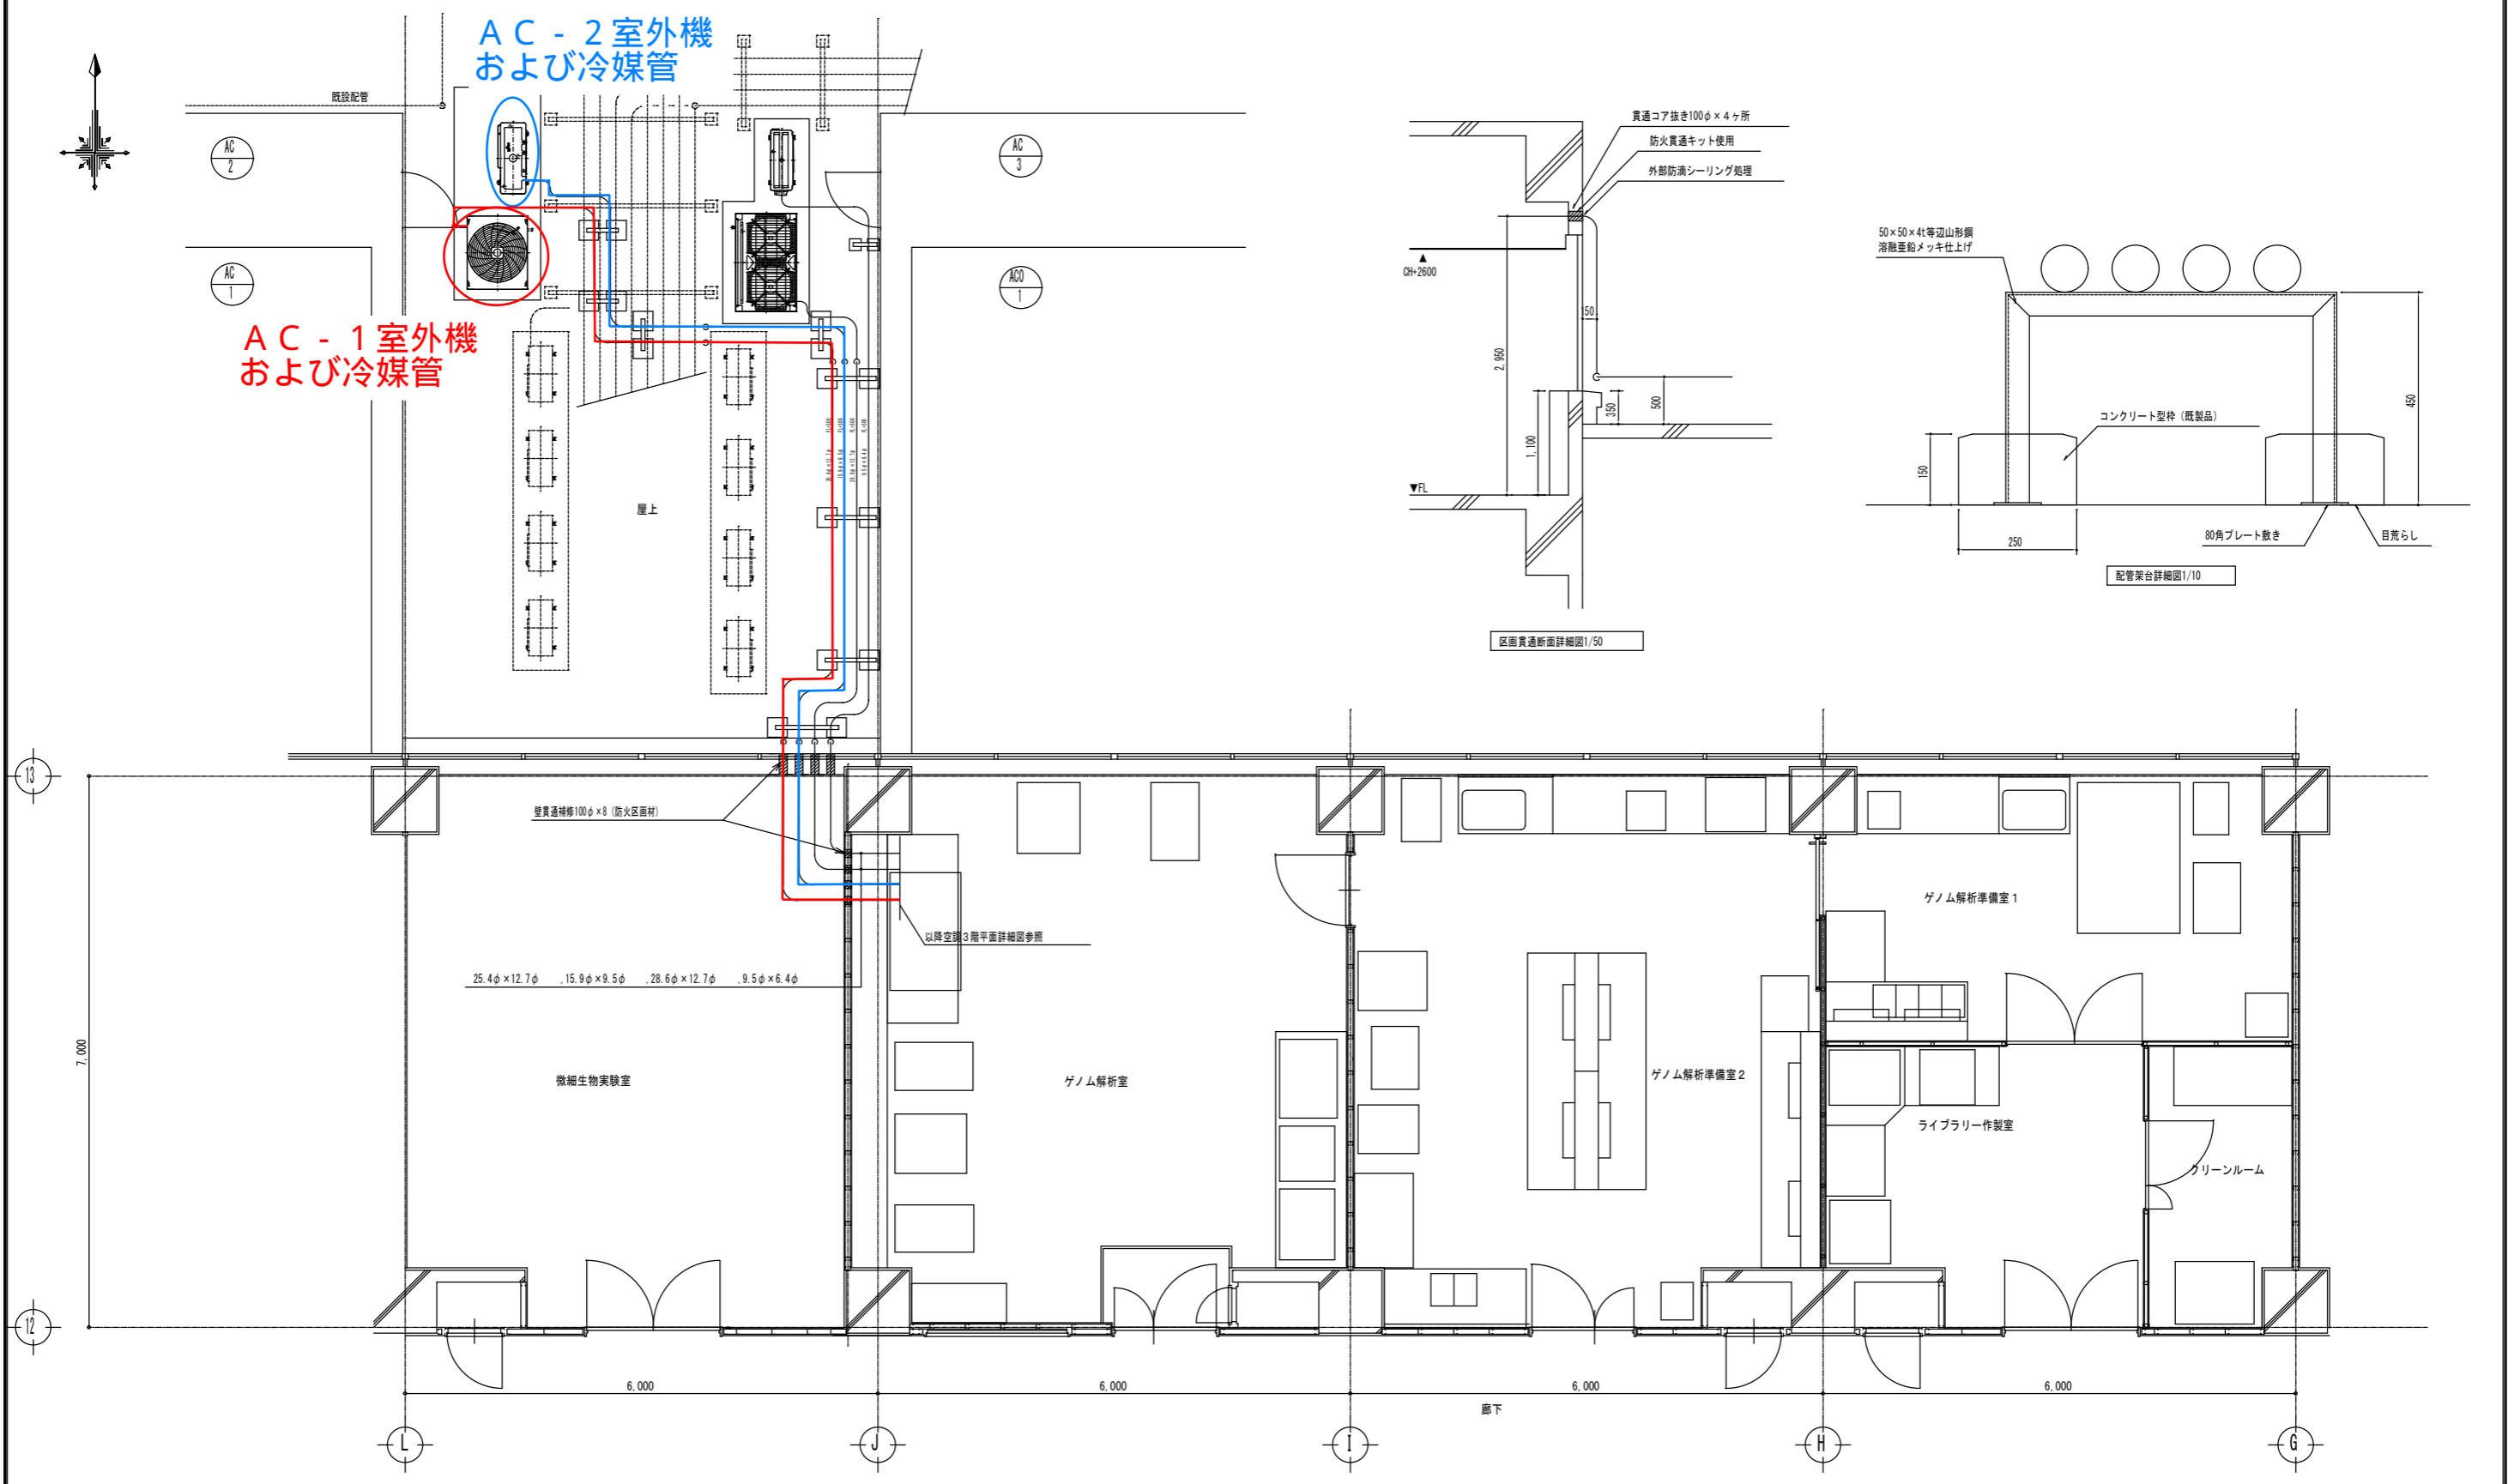 ＡＣ－２室外機
および冷媒管
既設配管
AC
2
AC
3
AC
1
ACO
1
ＡＣ－１室外機
および冷媒管
屋上
貫通コア抜き100φ×４ヶ所
防火貫通キット使用
外部防滴シーリング処理
CH=2600
2,950
150
1,100
350
500
▼FL
区画貫通断面詳細図1/50
50×50×4t等辺山形鋼
溶融亜鉛メッキ仕上げ
コンクリート型枠（既製品）
450
150
250
80角プレート敷き
目荒らし
配管架台詳細図1/10
13
壁貫通補修100φ×8（防火区画材）
以降空調３階平面詳細図参照
25.4φ×12.7φ　,15.9φ×9.5φ　,28.6φ×12.7φ　,9.5φ×6.4φ
7,000
微細生物実験室
ゲノム解析室
ゲノム解析準備室２
ゲノム解析準備室１
ライブラリー作製室
クリーンルーム
12
6,000
6,000
6,000
6,000
廊下
L
J
I
H
G